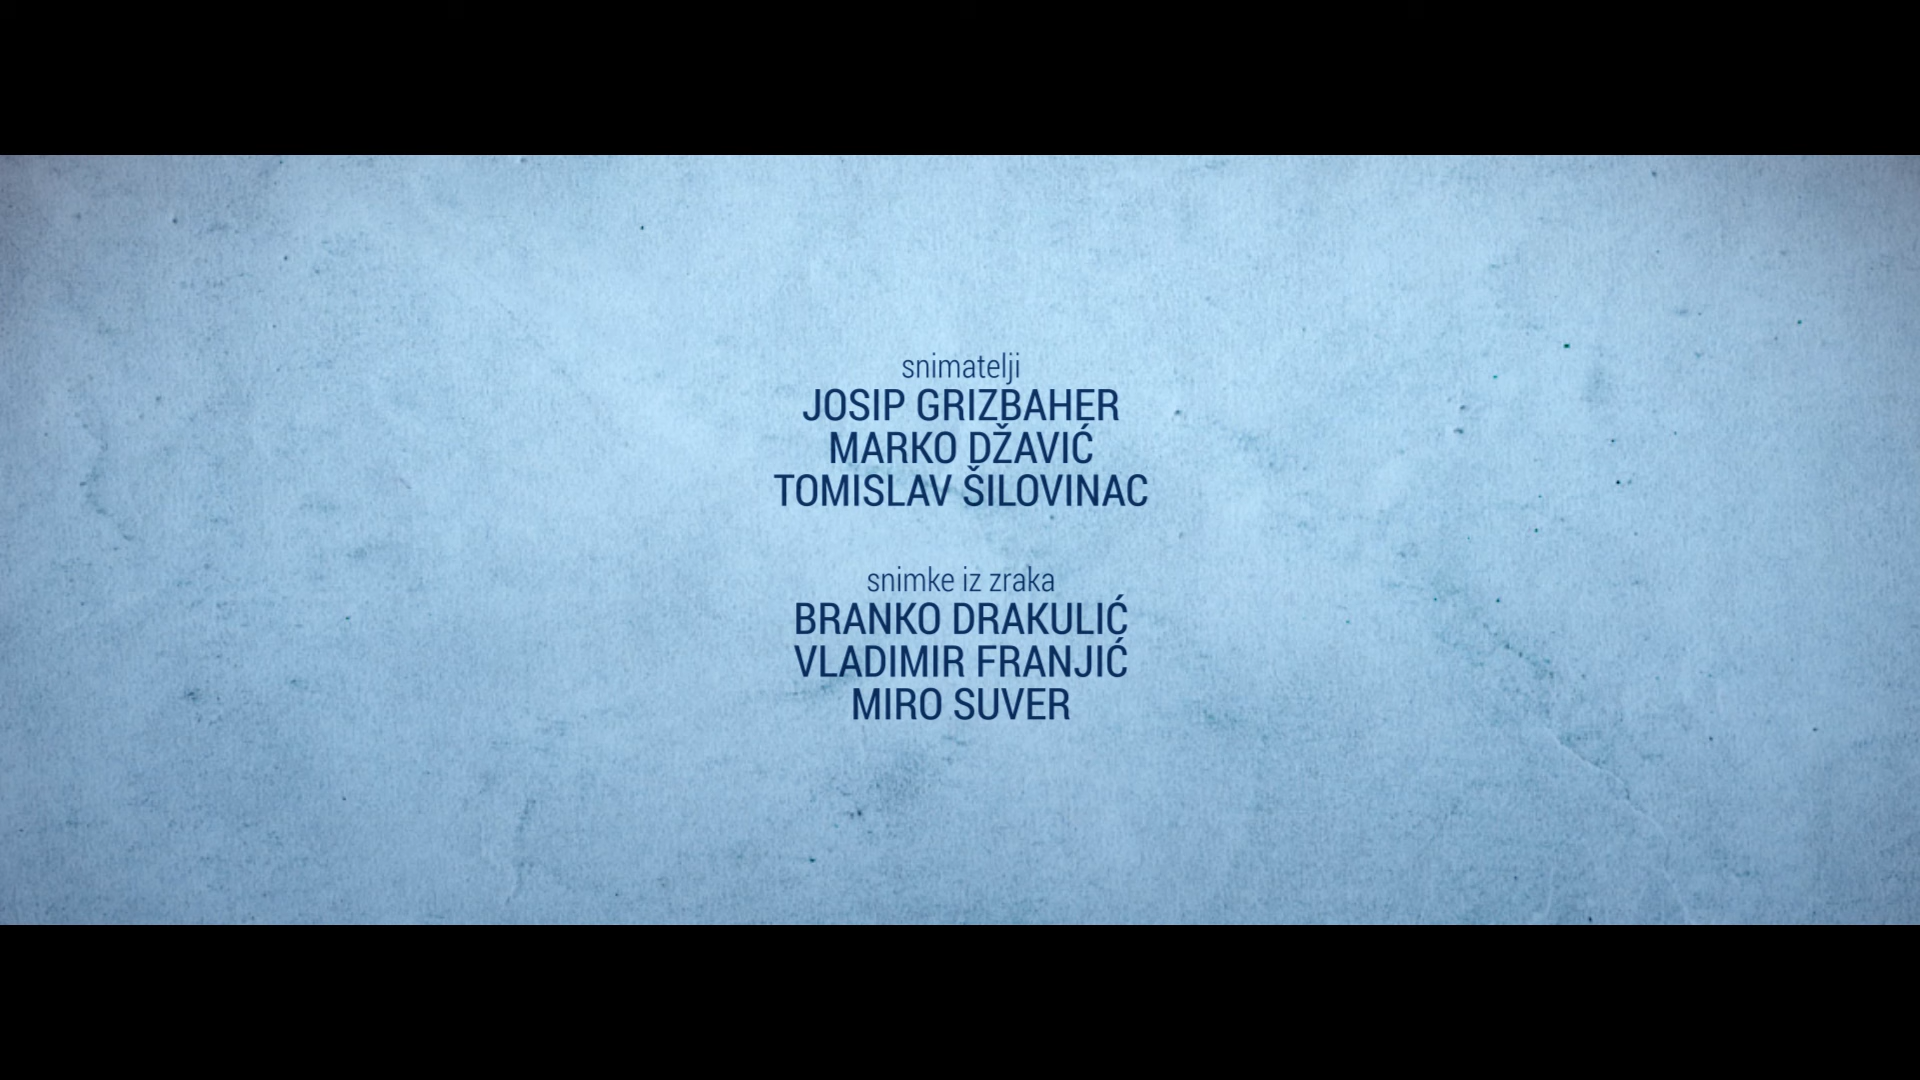 snimatelji
JOSIP GRIZBAHER
MARKO DŽAVIĆ
TOMISLAV ŠILOVINAC
snimke iz zraka
BRANKO DRAKULIĆ
VLADIMIR FRANJIĆ
MIRO SUVER